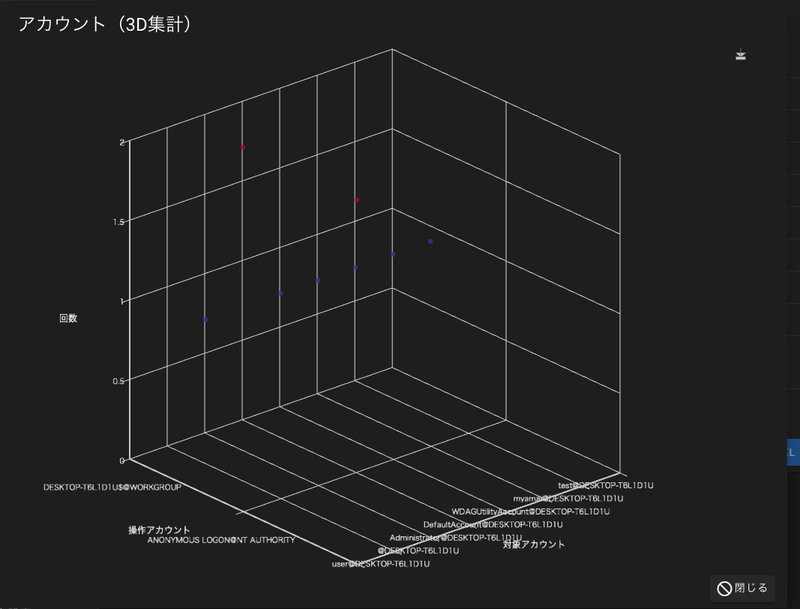 アカウント（3D集計）
2
1.5
1
回数
0.5
0
DESKTOP-T6L1D1U$@WORKGROUP
操作アカウント
ANONYMOUS LOGON@NT AUTHORITY
test@DESKTOP-T6L1D1U
myama@DESKTOP-T6L1D1U
WDAGUtilityAccount@DESKTOP-T6L1D1U
DefaultAccount@DESKTOP-T6L1D1U
Administrator@DESKTOP-T6L1D1U
対象アカウント
@DESKTOP-T6L1D1U
user@DESKTOP-T6L1D1U
閉じる